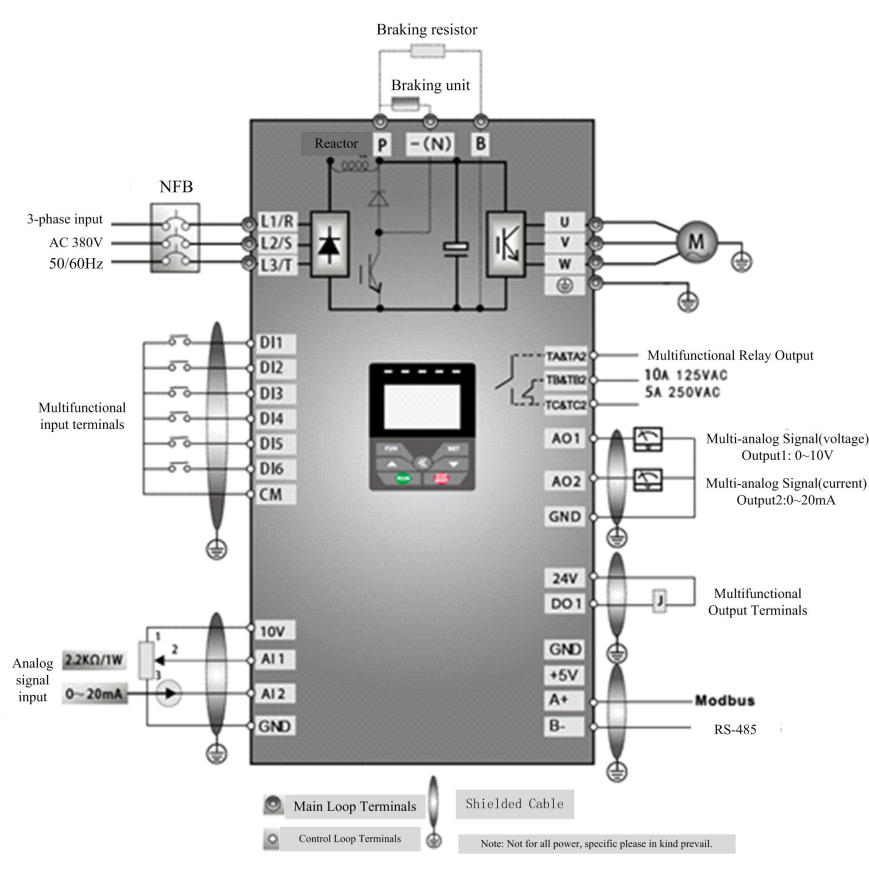 Braking resistor
Braking unit
Reactor
P
-(N)
B
NFB
3-phase input
AC 380V
50/60Hz
L1/R
L2/S
L3/T
U
V
W
M
DI1
DI2
DI3
DI4
DI5
DI6
CM
Multifunctional
input terminals
FUN
SET
RUN
TA&TA2
TB&TB2
TC&TC2
Multifunctional Relay Output
10A 125VAC
5A 250VAC
AO1
AO2
GND
Multi-analog Signal(voltage)
Output1: 0~10V
Multi-analog Signal(current)
Output2:0~20mA
24V
DO1
J
Multifunctional
Output Terminals
GND
+5V
A+
B-
Modbus
RS-485
10V
AI1
AI2
GND
1
2
3
2.2KΩ/1W
0~20mA
Analog
signal
input
Main Loop Terminals
Shielded Cable
Control Loop Terminals
Note: Not for all power, specific please in kind prevail.